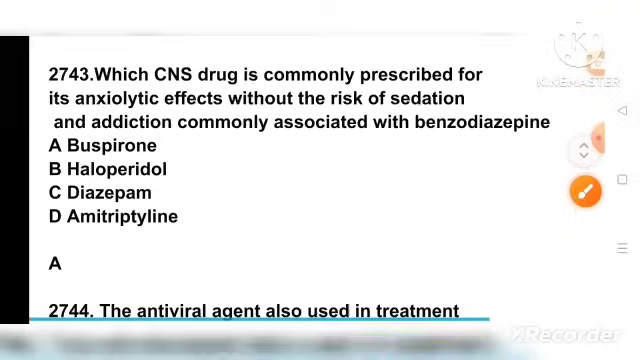 2743.Which CNS drug is commonly prescribed for
its anxiolytic effects without the risk of sedation
and addiction commonly associated with benzodiazepine
A Buspirone
B Haloperidol
C Diazepam
D Amitriptyline
A
2744. The antiviral agent also used in treatment
K
KINEMASTER
XRecorder